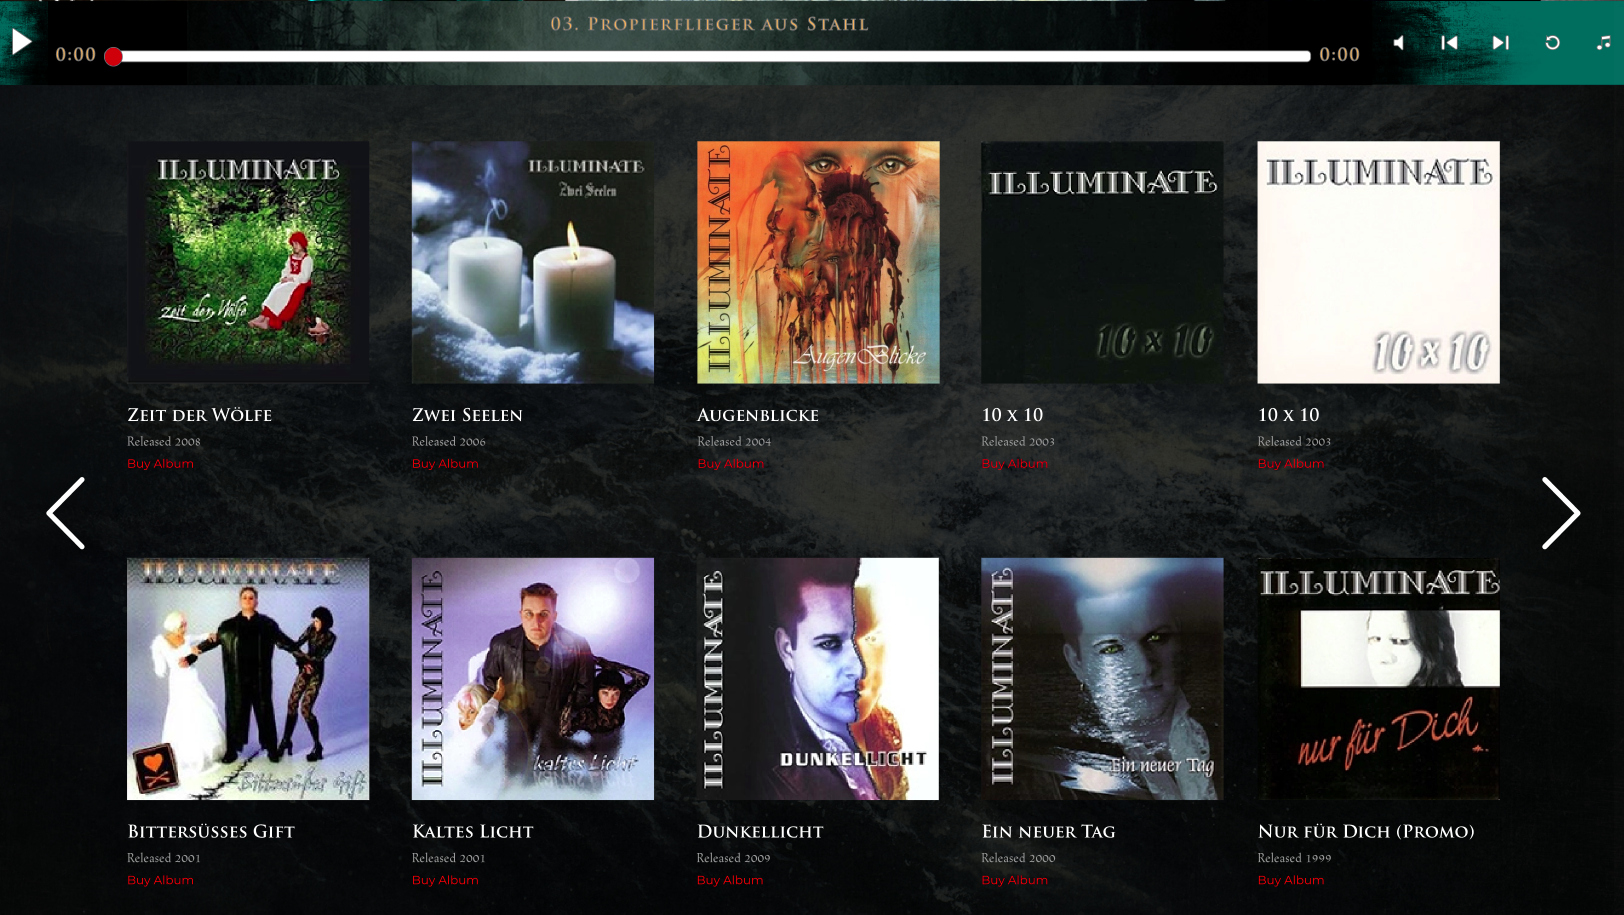 03. Propierflieger aus Stahl
0:00
0:00
ILLUMINATE
Zeit der Wölfe
ILLUMINATE
Zwei Seelen
ILLUMINATE
AugenBlicke
ILLUMINATE
10 x 10
ILLUMINATE
10 x 10
Zeit der Wölfe
Zwei Seelen
Augenblicke
10 x 10
10 x 10
Released 2008
Released 2006
Released 2004
Released 2003
Released 2003
Buy Album
Buy Album
Buy Album
Buy Album
Buy Album
ILLUMINATE
Bittersüsses Gift
ILLUMINATE
kaltes Licht
ILLUMINATE
DUNKELLICHT
ILLUMINATE
Ein neuer Tag
ILLUMINATE
nur für Dich
Bittersüsses Gift
Kaltes Licht
Dunkellicht
Ein neuer Tag
Nur für Dich (Promo)
Released 2001
Released 2001
Released 2009
Released 2000
Released 1999
Buy Album
Buy Album
Buy Album
Buy Album
Buy Album